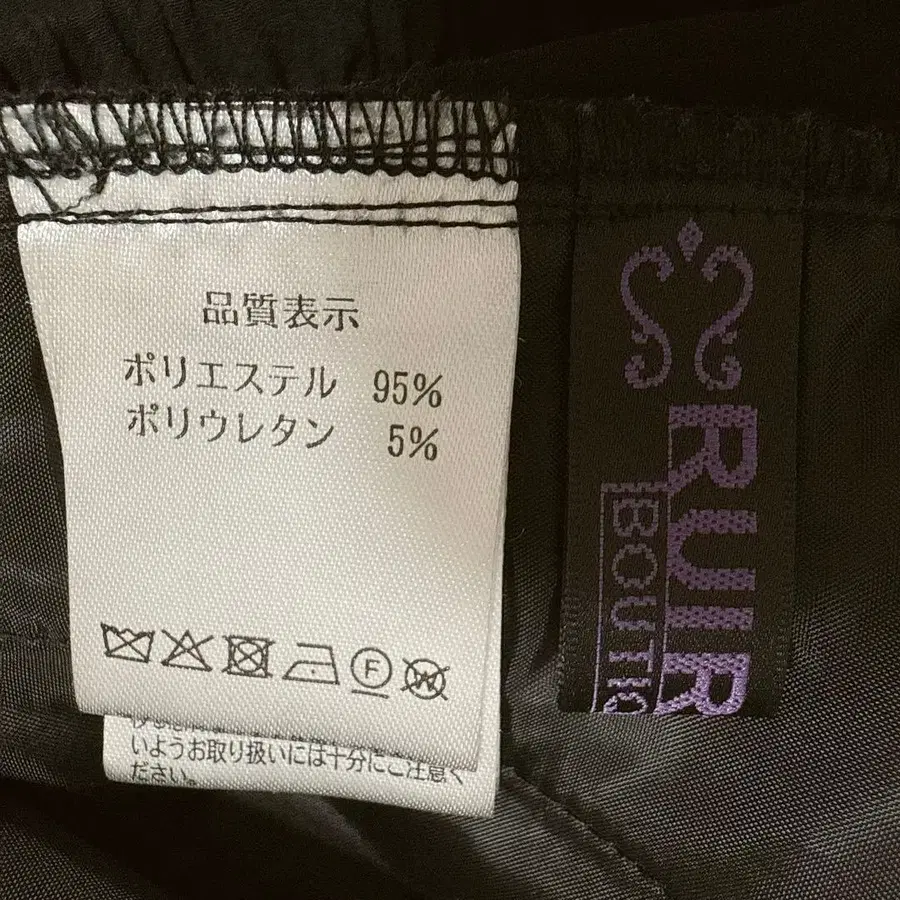 品質表示
ポリエステル 95%
ポリウレタン 5%
F
W
いようお取り扱いには十分にご注意く
ださい。
RUIR
BOUTIQ